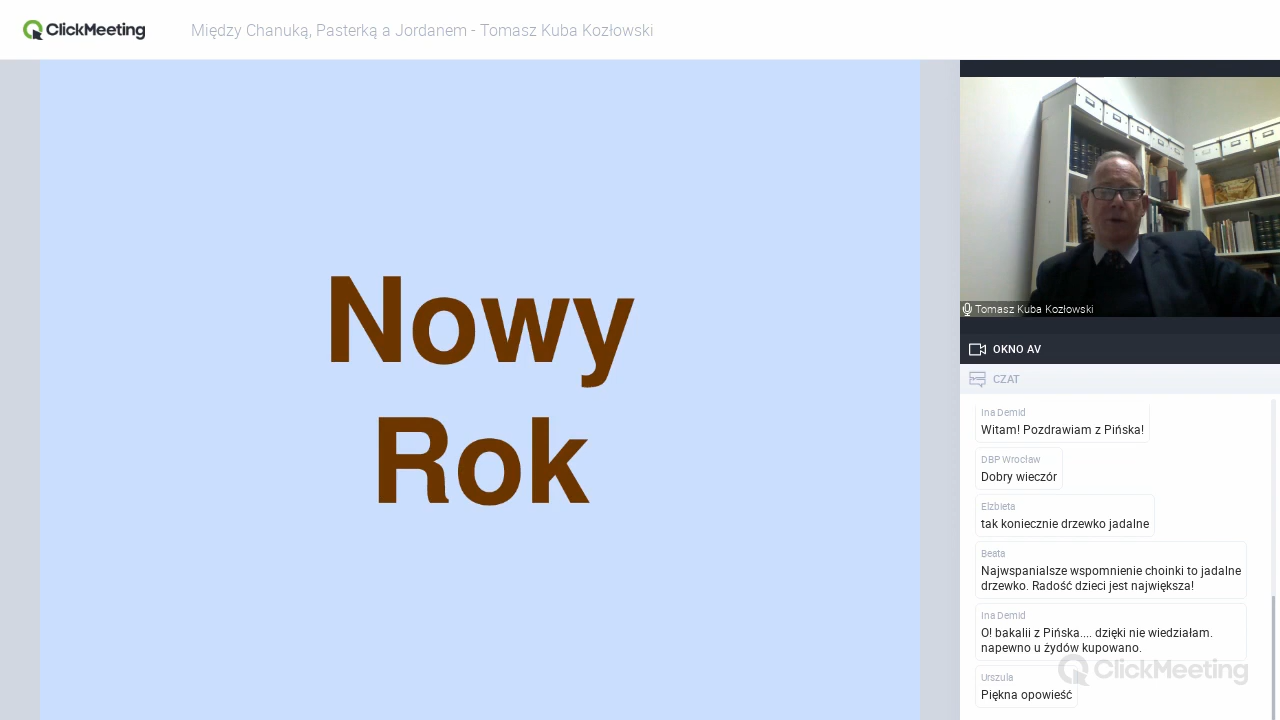 ClickMeeting
Między Chanuką, Pasterką a Jordanem - Tomasz Kuba Kozłowski
Nowy
Rok
Tomasz Kuba Kozłowski
OKNO AV
CZAT
Ina Demid
Witam! Pozdrawiam z Pińska!
DBP Wrocław
Dobry wieczór
Elżbieta
tak koniecznie drzewko jadalne
Beata
Najwspanialsze wspomnienie choinki to jadalne
drzewko. Radość dzieci jest największa!
Ina Demid
O! bakalii z Pińska.... dzięki nie wiedziałam.
napewno u żydów kupowano.
ClickMeeting
Urszula
Piękna opowieść